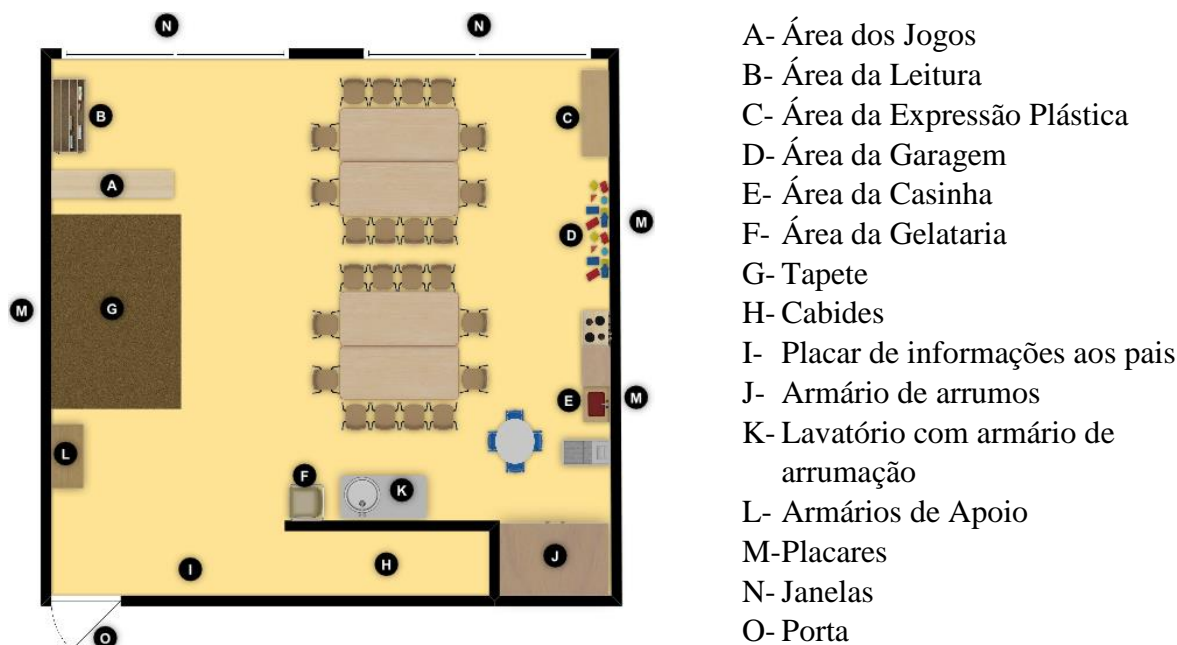 N N
B
C
A
D
M
M
G
E
M
L
F
K
I
H
J
O
A- Área dos Jogos
B- Área da Leitura
C- Área da Expressão Plástica
D- Área da Garagem
E- Área da Casinha
F- Área da Gelataria
G- Tapete
H- Cabides
I- Placar de informações aos pais
J- Armário de arrumos
K- Lavatório com armário de
arrumação
L- Armários de Apoio
M-Placares
N- Janelas
O- Porta